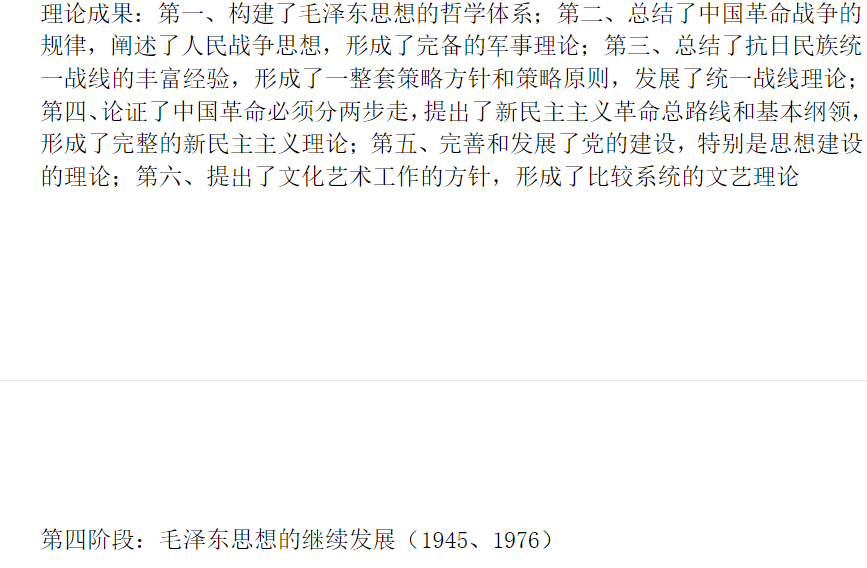 理论成果：第一、构建了毛泽东思想的哲学体系；第二、总结了中国革命战争的
规律，阐述了人民战争思想，形成了完备的军事理论；第三、总结了抗日民族统
一战线的丰富经验，形成了一整套策略方针和策略原则，发展了统一战线理论；
第四、论证了中国革命必须分两步走，提出了新民主主义革命总路线和基本纲领，
形成了完整的新民主主义理论；第五、完善和发展了党的建设，特别是思想建设
的理论；第六、提出了文化艺术工作的方针，形成了比较系统的文艺理论
第四阶段：毛泽东思想的继续发展（1945、1976）